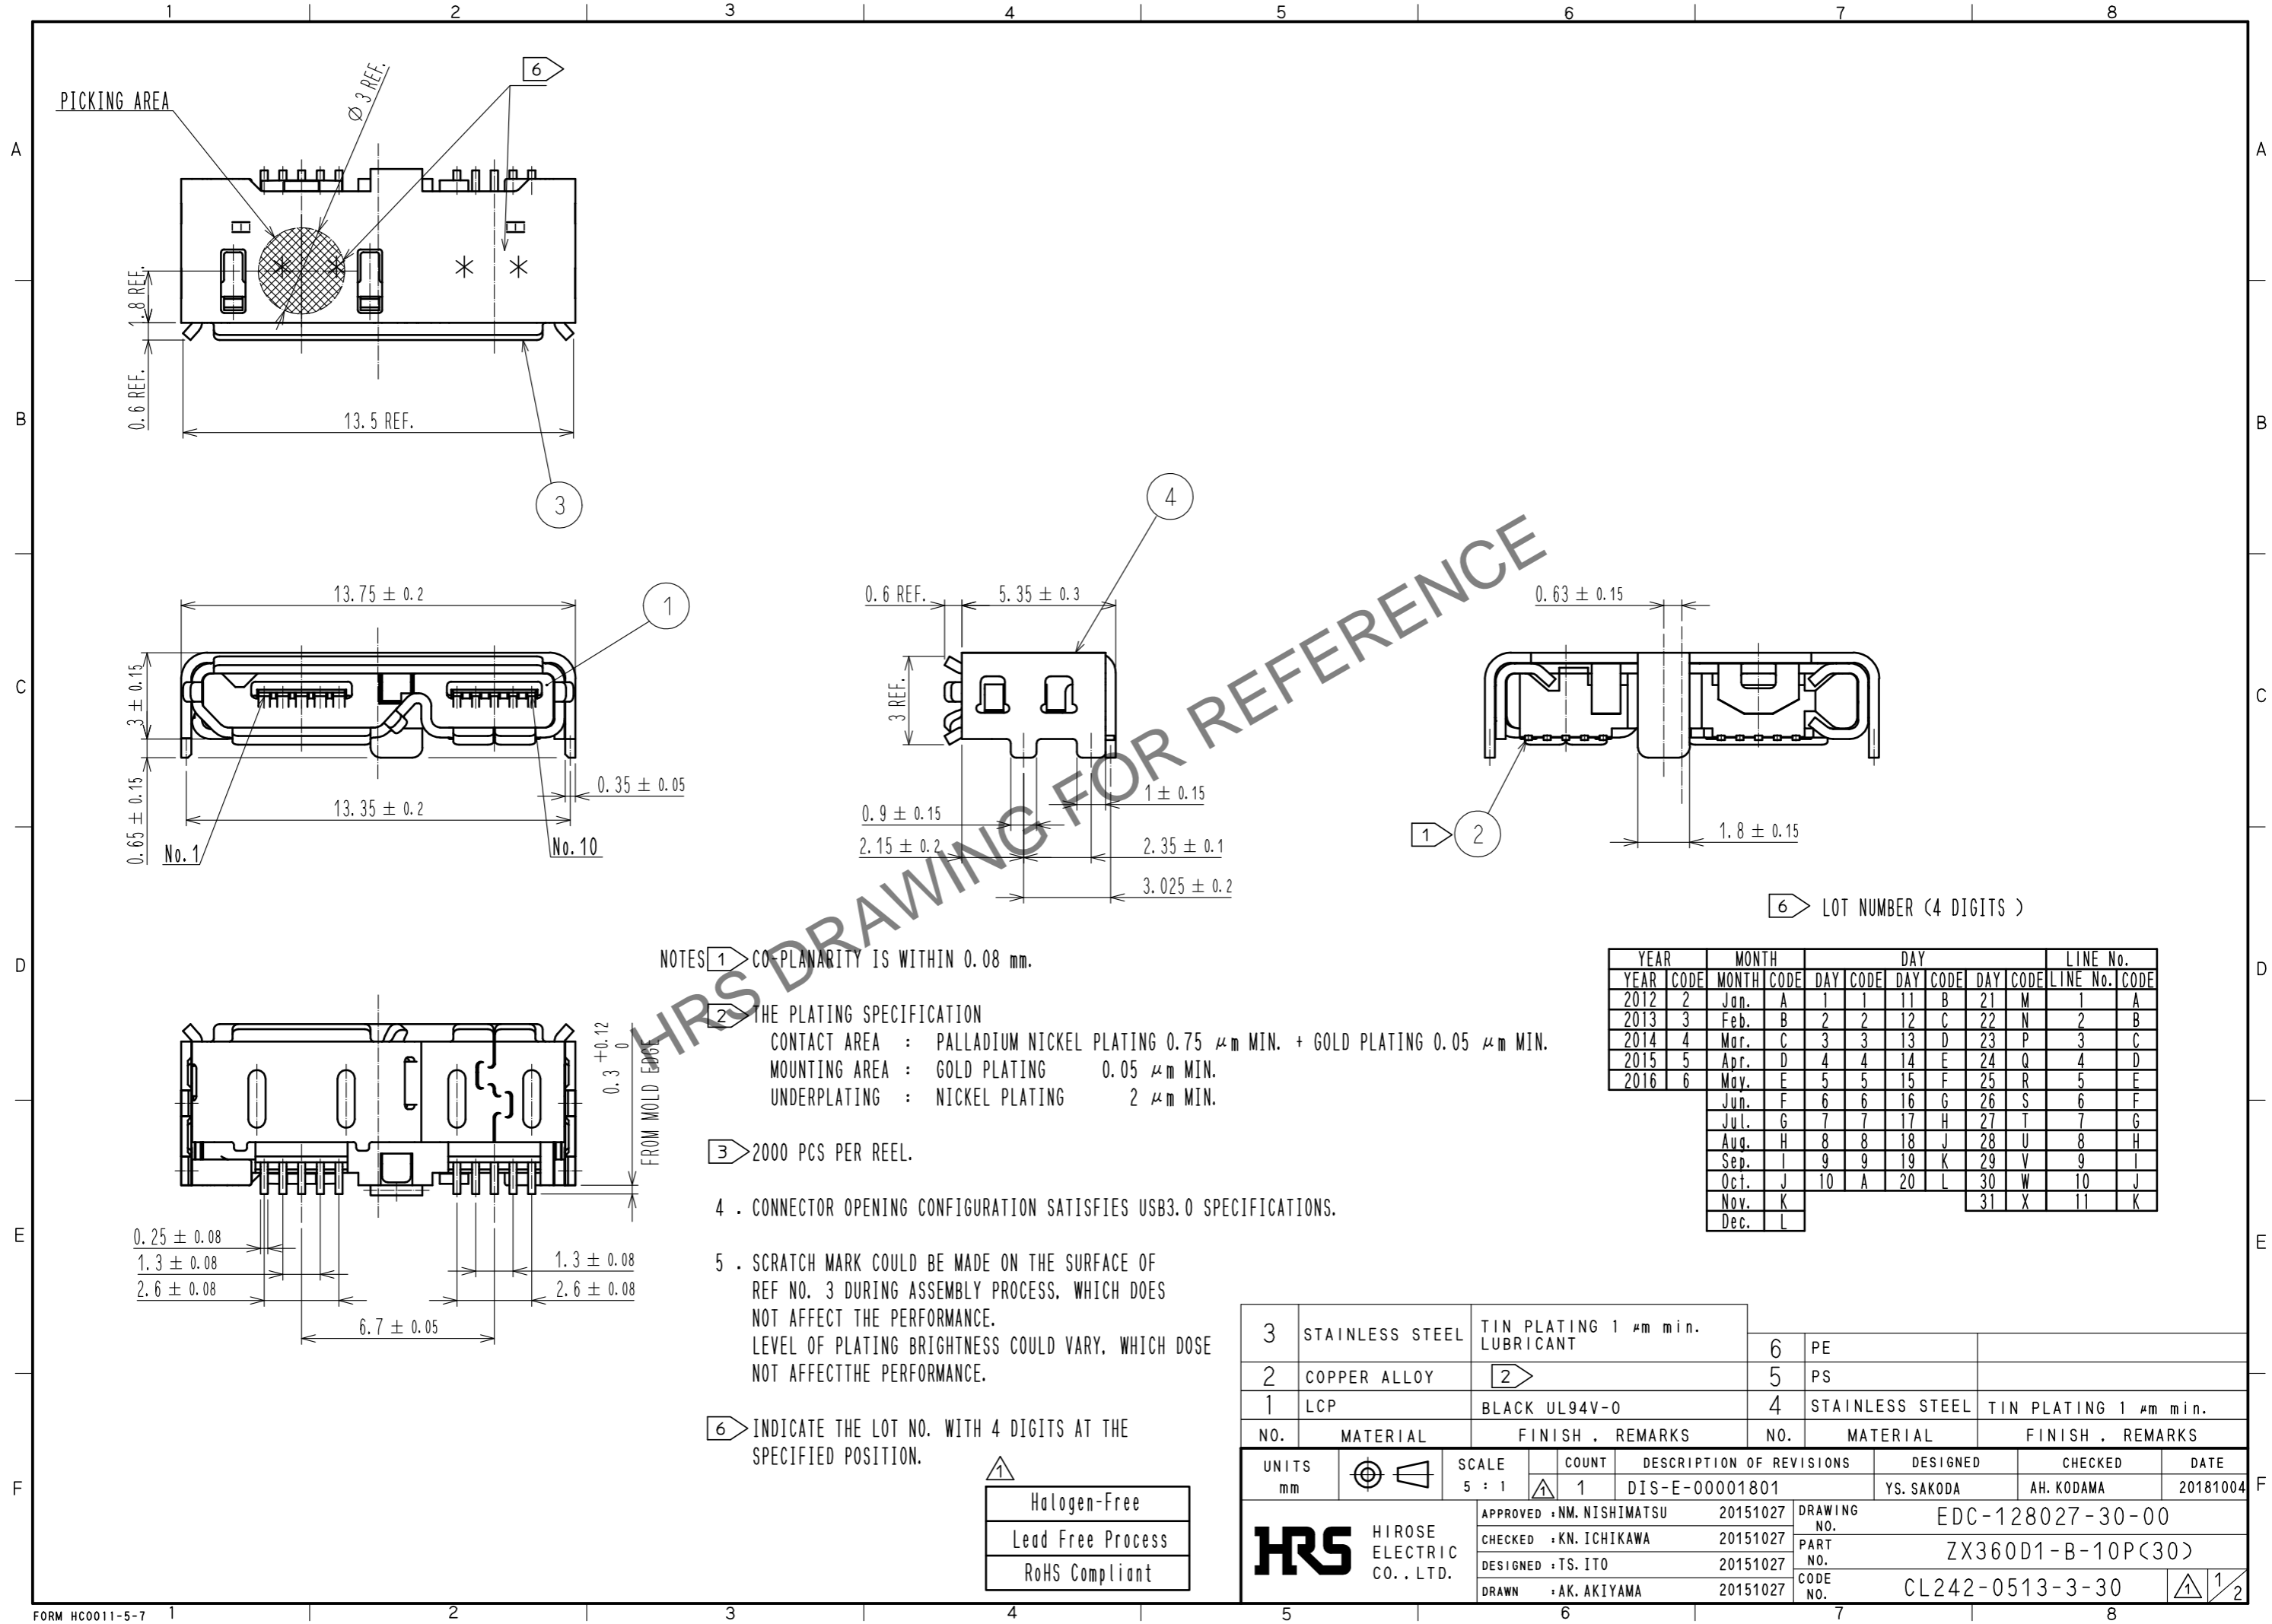 1 2 3 4 5 6 7 8
A
B
C
D
E
F
A
B
C
D
E
F
PICKING AREA
Ø 3 REF.
6
1.8 REF.
0.6 REF.
13.5 REF.
3
13.75 ± 0.2
1
3 ± 0.15
0.65 ± 0.15
0.35 ± 0.05
13.35 ± 0.2
No.1
No.10
4
0.6 REF.
5.35 ± 0.3
3 REF.
1 ± 0.15
0.9 ± 0.15
2.15 ± 0.2
2.35 ± 0.1
3.025 ± 0.2
0.63 ± 0.15
1 2
1.8 ± 0.15
HRS DRAWING FOR REFERENCE
0.3 +0.12 0
FROM MOLD EDGE
0.25 ± 0.08
1.3 ± 0.08
2.6 ± 0.08
1.3 ± 0.08
2.6 ± 0.08
6.7 ± 0.05
NOTES 1 CO-PLANARITY IS WITHIN 0.08 mm.
2 THE PLATING SPECIFICATION
CONTACT AREA : PALLADIUM NICKEL PLATING 0.75 μm MIN. + GOLD PLATING 0.05 μm MIN.
MOUNTING AREA : GOLD PLATING 0.05 μm MIN.
UNDERPLATING : NICKEL PLATING 2 μm MIN.
3 2000 PCS PER REEL.
4 . CONNECTOR OPENING CONFIGURATION SATISFIES USB3.0 SPECIFICATIONS.
5 . SCRATCH MARK COULD BE MADE ON THE SURFACE OF
REF NO. 3 DURING ASSEMBLY PROCESS, WHICH DOES
NOT AFFECT THE PERFORMANCE.
LEVEL OF PLATING BRIGHTNESS COULD VARY, WHICH DOSE
NOT AFFECTTHE PERFORMANCE.
6 INDICATE THE LOT NO. WITH 4 DIGITS AT THE
SPECIFIED POSITION.
6 LOT NUMBER (4 DIGITS )
YEAR MONTH DAY LINE No.
YEAR CODE MONTH CODE DAY CODE DAY CODE DAY CODE LINE No. CODE
2012 2 Jan. A 1 1 11 B 21 M 1 A
2013 3 Feb. B 2 2 12 C 22 N 2 B
2014 4 Mar. C 3 3 13 D 23 P 3 C
2015 5 Apr. D 4 4 14 E 24 Q 4 D
2016 6 May. E 5 5 15 F 25 R 5 E
Jun. F 6 6 16 G 26 S 6 F
Jul. G 7 7 17 H 27 T 7 G
Aug. H 8 8 18 J 28 U 8 H
Sep. I 9 9 19 K 29 V 9 I
Oct. J 10 A 20 L 30 W 10 J
Nov. K 31 X 11 K
Dec. L
1
Halogen-Free
Lead Free Process
RoHS Compliant
3 STAINLESS STEEL TIN PLATING 1 μm min.
LUBRICANT
6 PE
2 COPPER ALLOY 2 5 PS
1 LCP BLACK UL94V-0 4 STAINLESS STEEL TIN PLATING 1 μm min.
NO. MATERIAL FINISH , REMARKS NO. MATERIAL FINISH , REMARKS
UNITS
mm
SCALE
5 : 1
COUNT DESCRIPTION OF REVISIONS DESIGNED CHECKED DATE
1 1 DIS-E-00001801 YS. SAKODA AH. KODAMA 20181004
HRS
HIROSE
ELECTRIC
CO., LTD.
APPROVED : NM. NISHIMATSU 20151027
CHECKED : KN. ICHIKAWA 20151027
DESIGNED : TS. ITO 20151027
DRAWN : AK. AKIYAMA 20151027
DRAWING NO. EDC-128027-30-00
PART NO. ZX360D1-B-10P(30)
CODE NO. CL242-0513-3-30 1 1/2
FORM HC0011-5-7 1 2 3 4 5 6 7 8